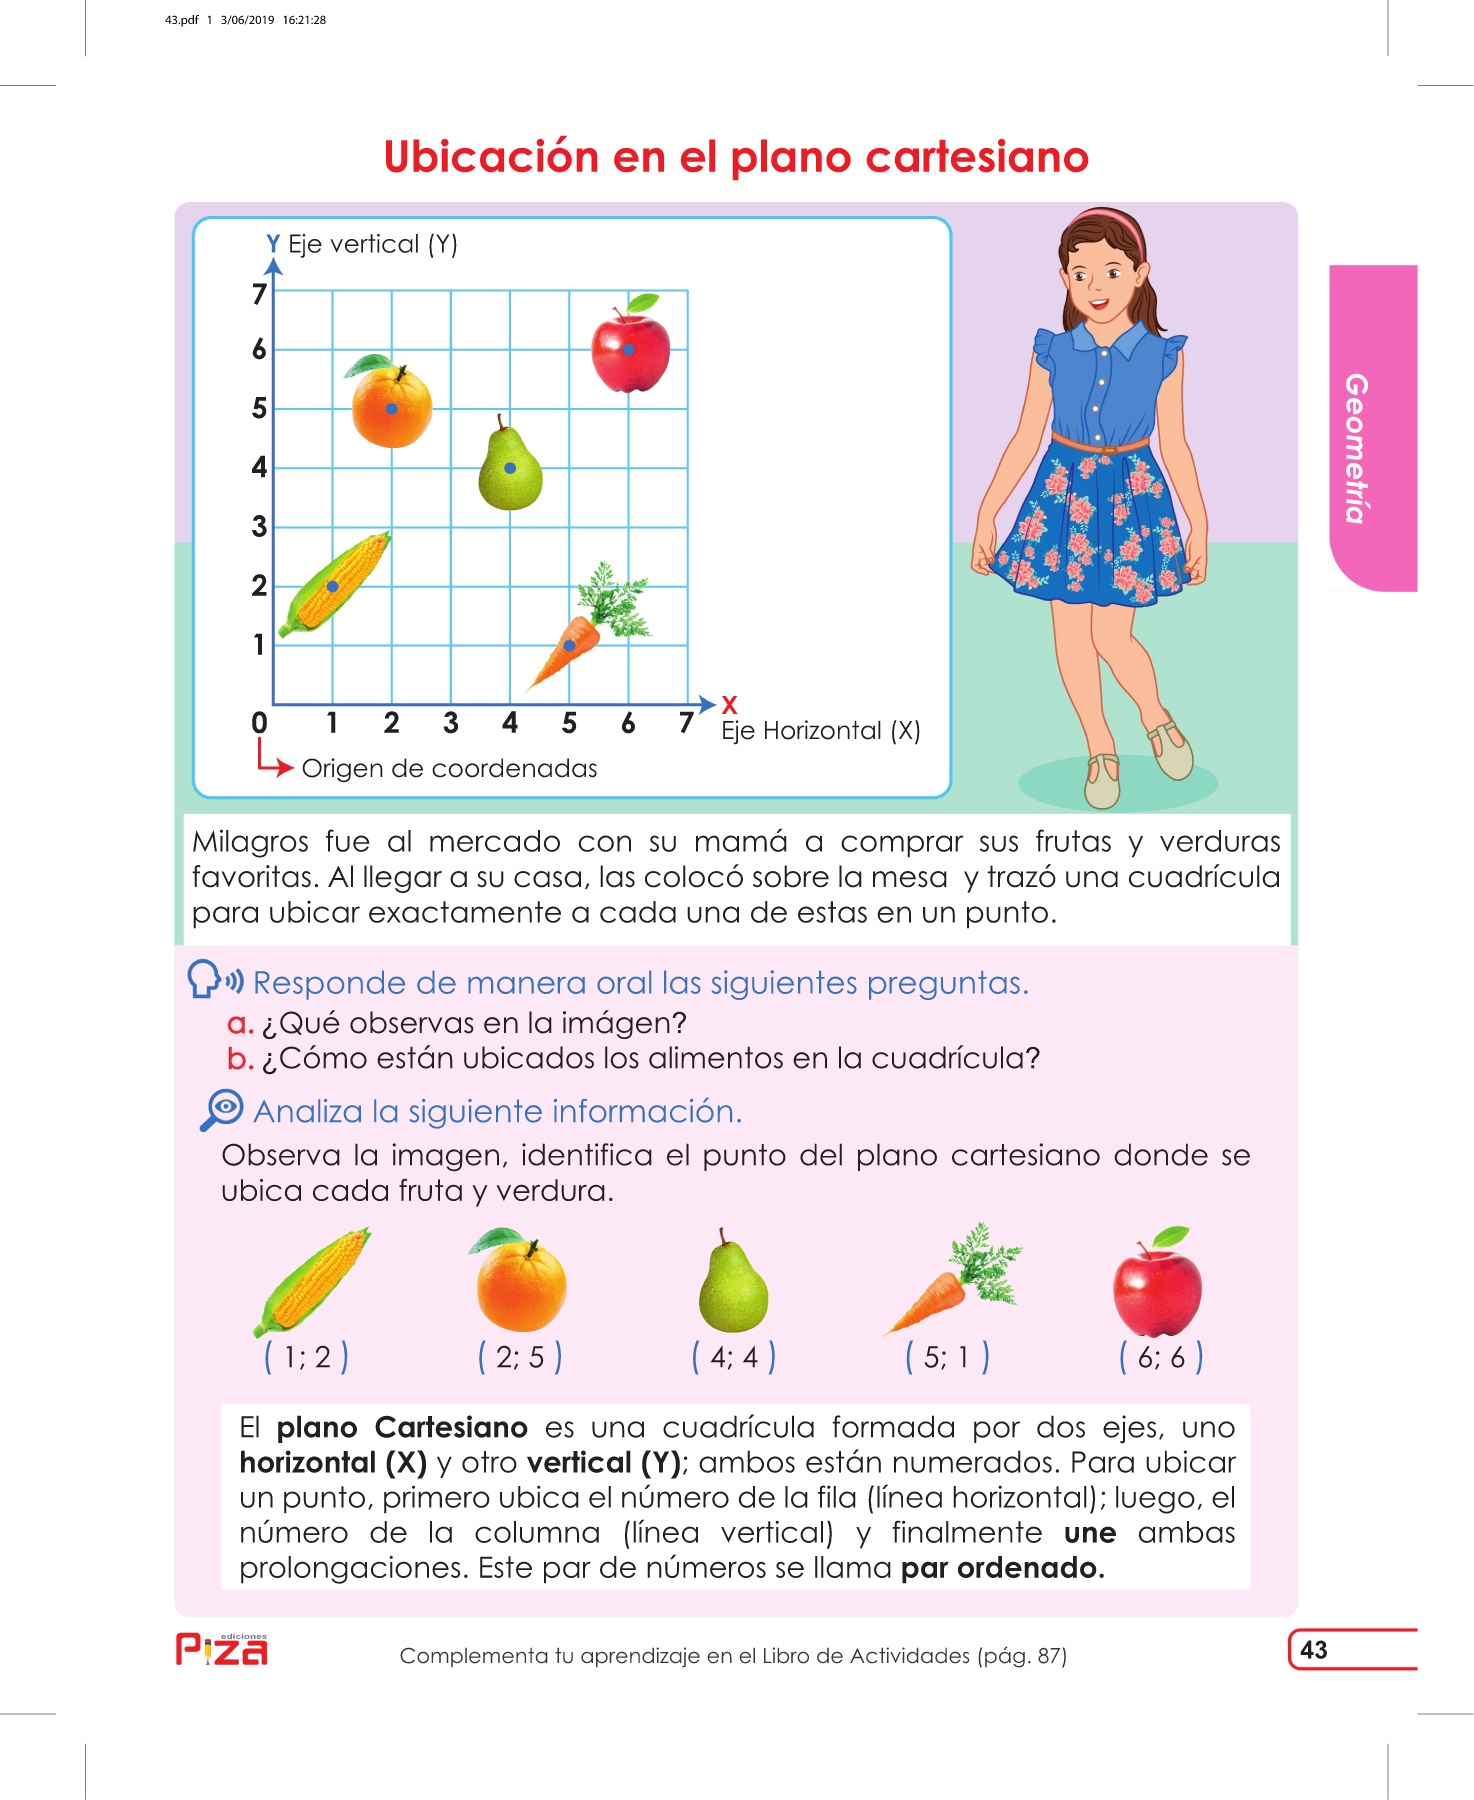 43.pdf 1 3/06/2019 16:21:28
Ubicación en el plano cartesiano
Y Eje vertical (Y)
7
6
5
4
3
2
1
0 1 2 3 4 5 6 7
X
Eje Horizontal (X)
Origen de coordenadas
Geometría
Milagros fue al mercado con su mamá a comprar sus frutas y verduras
favoritas. Al llegar a su casa, las colocó sobre la mesa y trazó una cuadrícula
para ubicar exactamente a cada una de estas en un punto.
Responde de manera oral las siguientes preguntas.
a. ¿Qué observas en la imágen?
b. ¿Cómo están ubicados los alimentos en la cuadrícula?
Analiza la siguiente información.
Observa la imagen, identifica el punto del plano cartesiano donde se
ubica cada fruta y verdura.
( 1; 2 ) ( 2; 5 ) ( 4; 4 ) ( 5; 1 ) ( 6; 6 )
El plano Cartesiano es una cuadrícula formada por dos ejes, uno
horizontal (X) y otro vertical (Y); ambos están numerados. Para ubicar
un punto, primero ubica el número de la fila (línea horizontal); luego, el
número de la columna (línea vertical) y finalmente une ambas
prolongaciones. Este par de números se llama par ordenado.
ediciones
Piza
Complementa tu aprendizaje en el Libro de Actividades (pág. 87)
43